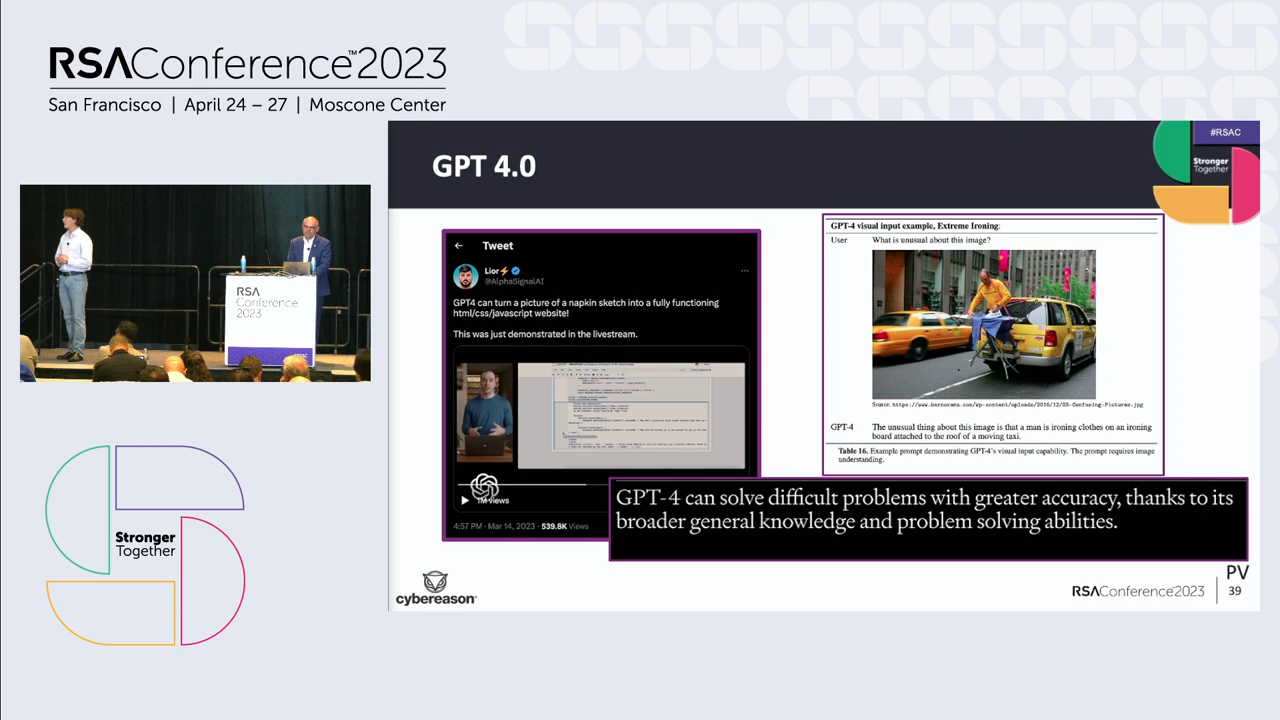 RSAConference™2023
San Francisco | April 24 – 27 | Moscone Center
#RSAC
Stronger
Together
GPT 4.0
Tweet
Lior⚡
@AlphaSignalAI
GPT4 can turn a picture of a napkin sketch into a fully functioning
html/css/javascript website!
This was just demonstrated in the livestream.
1M views
4:57 PM · Mar 14, 2023 · 539.8K Views
GPT-4 visual input example, Extreme Ironing:
User What is unusual about this image?
Source: https://www.barnorama.com/wp-content/uploads/2016/12/03-Confusing-Pictures.jpg
GPT-4 The unusual thing about this image is that a man is ironing clothes on an ironing
board attached to the roof of a moving taxi.
Table 16. Example prompt demonstrating GPT-4's visual input capability. The prompt requires image
understanding.
GPT-4 can solve difficult problems with greater accuracy, thanks to its
broader general knowledge and problem solving abilities.
cybereason
RSAConference2023
PV
39
RSA
Conference
2023
Stronger
Together